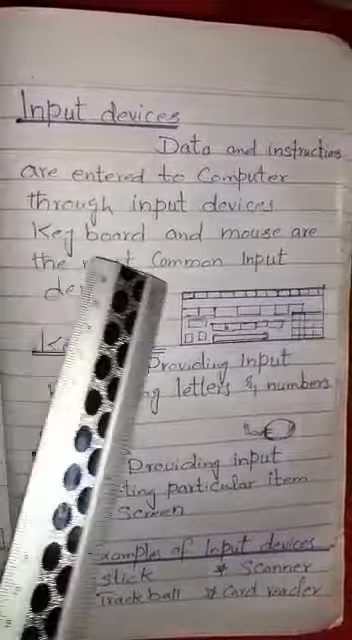 Input devices
Data and instructions
are entered to Computer
through input devices
Key board and mouse are
the Common Input
Providing Input
letters & numbers
Providing input
particular item
Screen
of Input devices
stick * Scanner
Track ball * Card reader